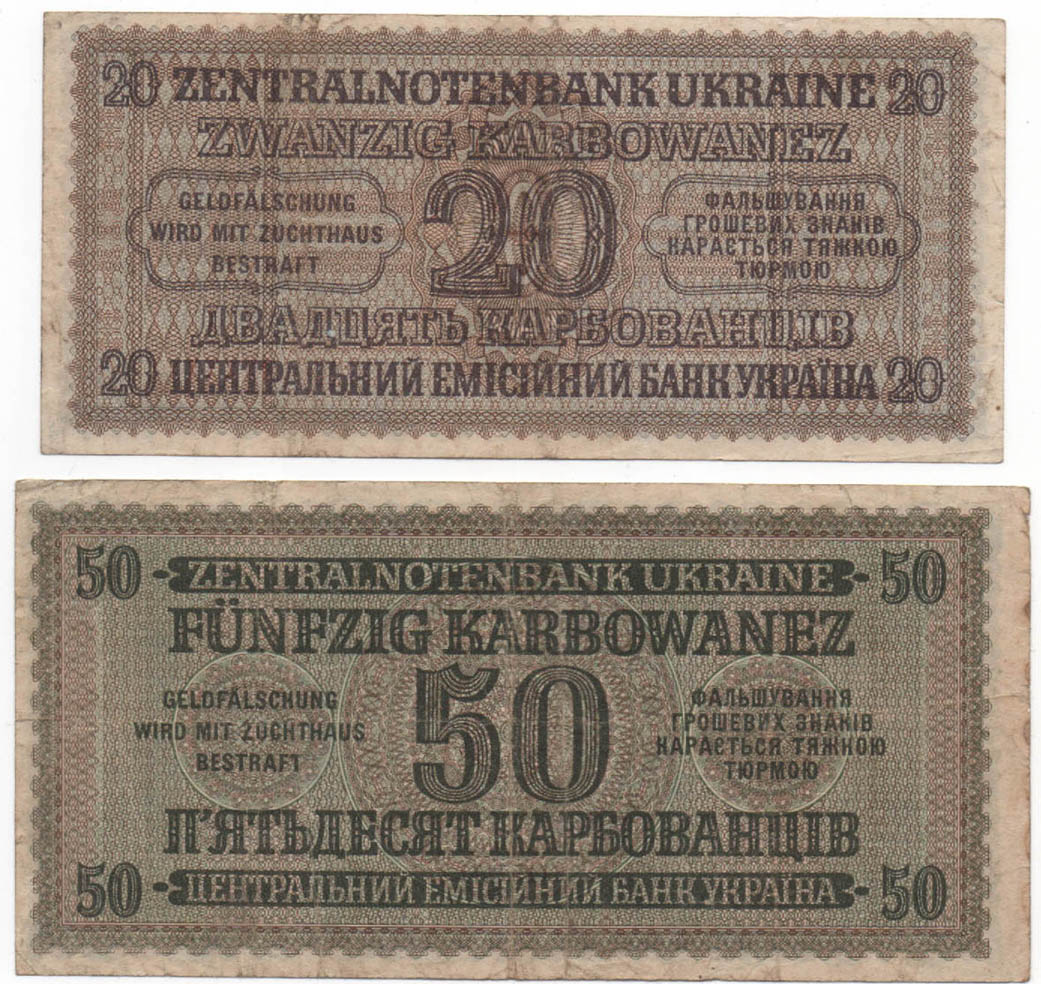 20 ZENTRALNOTENBANK UKRAINE 20
ZWANZIG KARBOWANEZ
GELDFÄLSCHUNG
WIRD MIT ZUCHTHAUS
BESTRAFT
20
ФАЛЬШУВАННЯ
ГРОШЕВИХ ЗНАКІВ
КАРАЄТЬСЯ ТЯЖКОЮ
ТЮРМОЮ
ДВАДЦЯТЬ КАРБОВАНЦІВ
20 ЦЕНТРАЛЬНИЙ ЕМІСІЙНИЙ БАНК УКРАЇНА 20
50 ZENTRALNOTENBANK UKRAINE 50
FÜNFZIG KARBOWANEZ
GELDFÄLSCHUNG
WIRD MIT ZUCHTHAUS
BESTRAFT
50
ФАЛЬШУВАННЯ
ГРОШЕВИХ ЗНАКІВ
КАРАЄТЬСЯ ТЯЖКОЮ
ТЮРМОЮ
П'ЯТЬДЕСЯТ КАРБОВАНЦІВ
50 ЦЕНТРАЛЬНИЙ ЕМІСІЙНИЙ БАНК УКРАЇНА 50